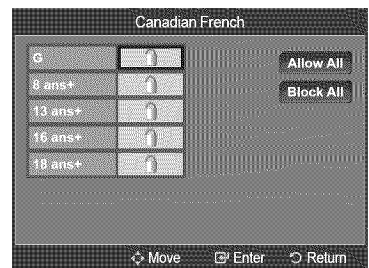 Canadian French
G
Allow All
8 ans+
Block All
13 ans+
16 ans+
18 ans+
Move Enter Return